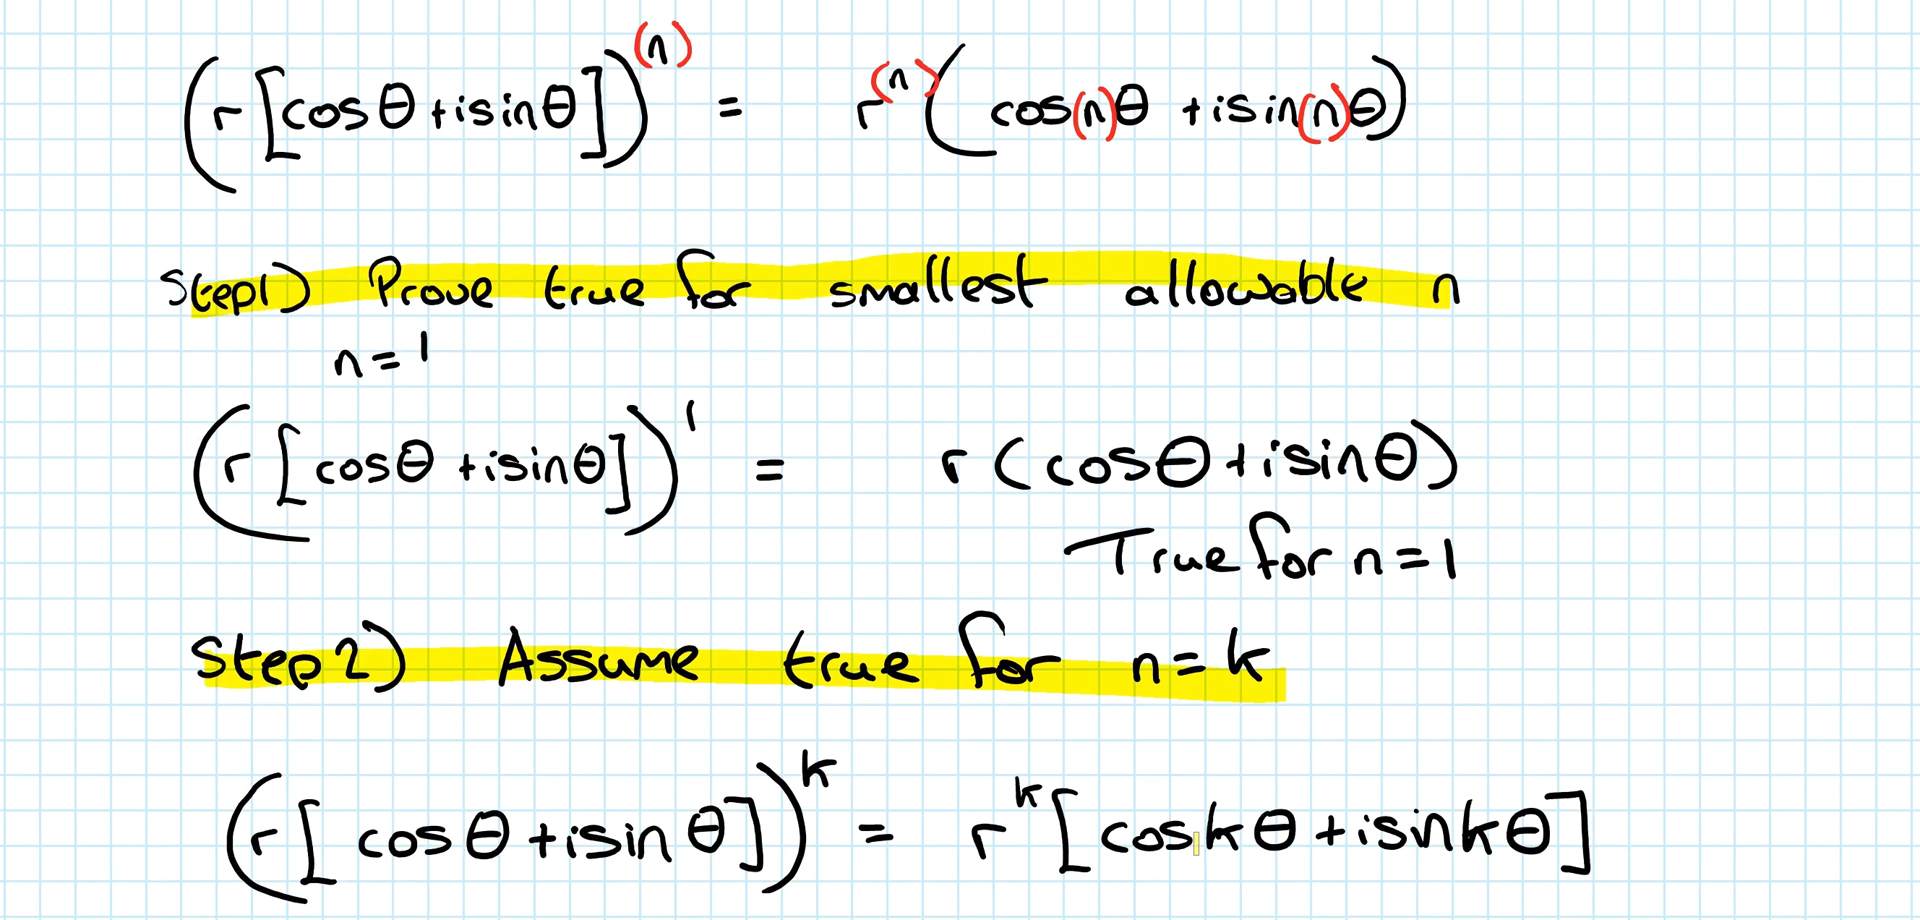 (r[cosθ+isinθ])^(n) = r^(n)(cos(n)θ +isin(n)θ)
Step1) Prove true for smallest allowable n
n=1
(r[cosθ +isinθ])^1 = r(cosθ+isinθ)
True for n=1
Step2) Assume true for n=k
(r[cosθ+isinθ])^k = r^k[coskθ+isinkθ]